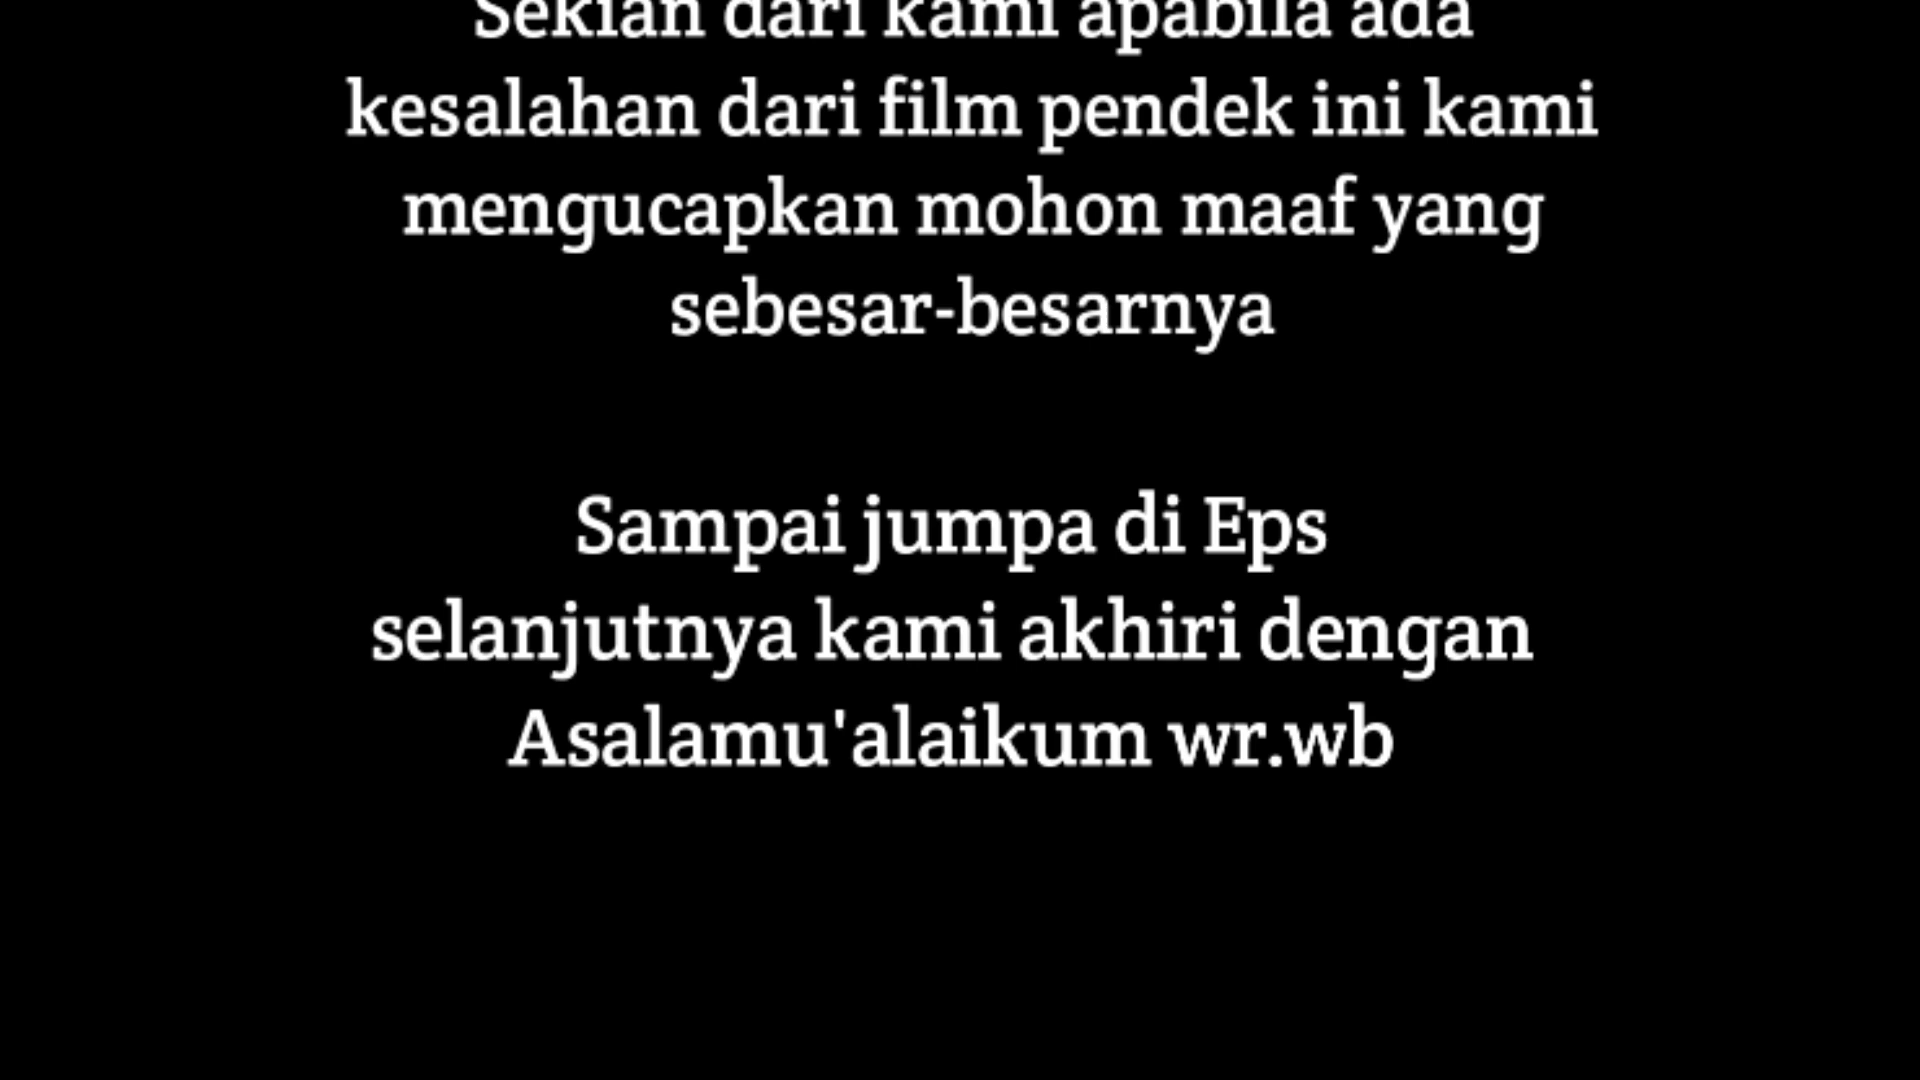 Sekian dari kami apabila ada
kesalahan dari film pendek ini kami
mengucapkan mohon maaf yang
sebesar-besarnya
Sampai jumpa di Eps
selanjutnya kami akhiri dengan
Asalamu'alaikum wr.wb